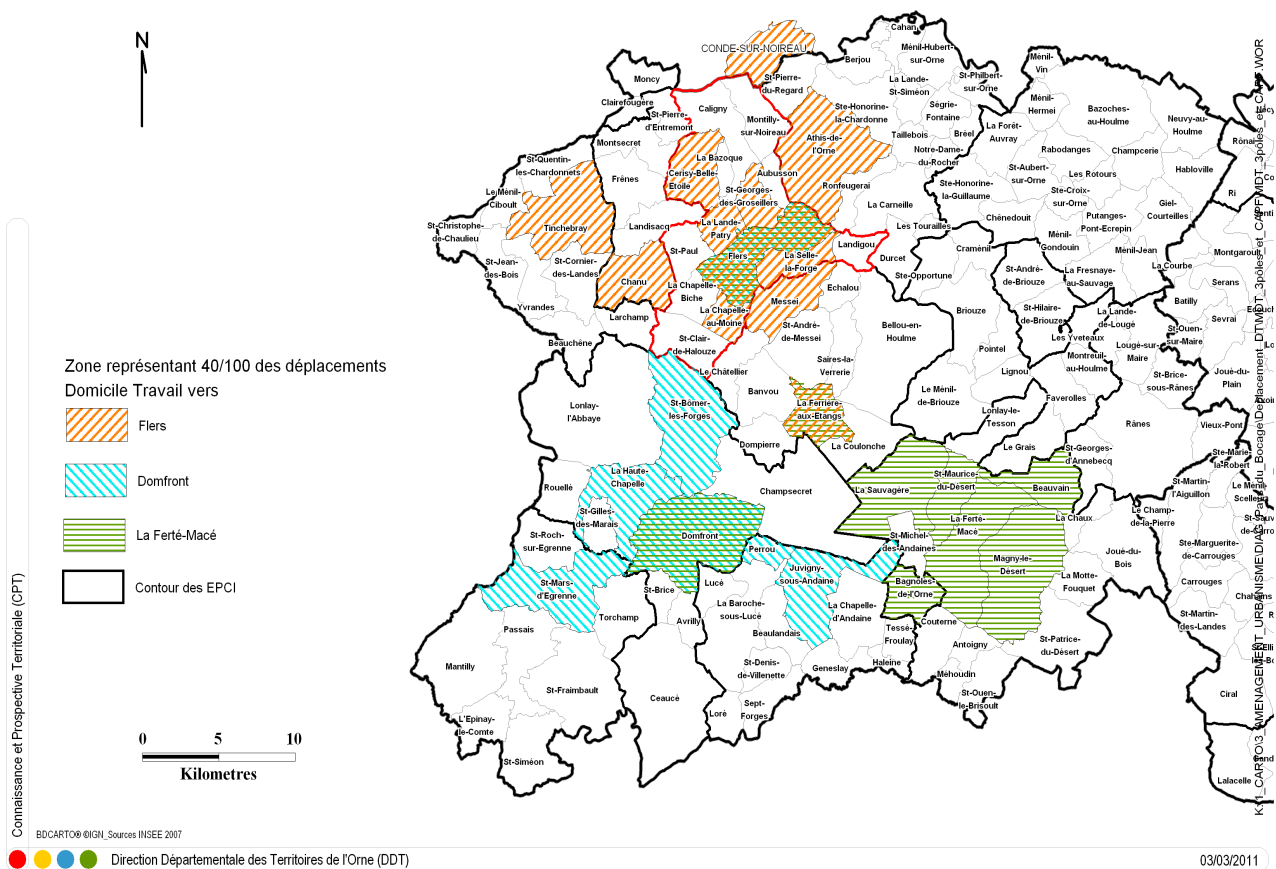 N
CONDE-SUR-NOIREAU
Cahan
Ménil-Hubert-
sur-Orne
Berjou
Moncy
St-Pierre-
du-Regard
La Lande-
St-Siméon
St-Philbert-
sur-Orne
Ménil-
Vin
Clairefougère
St-Pierre-
d'Entremont
Caligny
Montilly-
sur-Noireau
Ste-Honorine-
la-Chardonne
Ségrie-
Fontaine
Ménil-
Hermei
Bazoches-
au-Houlme
Neuvy-au-
Houlme
Montsecret
Athis-de-
l'Orne
Taillebois
Bréel
La Forêt-
Auvray
Rônai
St-Quentin-
les-Chardonnets
La Bazoque
Notre-Dame-
du-Rocher
Rabodanges
Champcerie
Frênes
Cerisy-Belle-
Etoile
Aubusson
St-Aubert-
sur-Orne
Les Rotours
Habloville
Le Ménil-
Ciboult
St-Georges-
des-Groseillers
Ronfeugerai
Ste-Honorine-
la-Guillaume
Ste-Croix-
sur-Orne
Ri
St-Christophe-
de-Chaulieu
Tinchebray
Landisacq
La Lande-
Patry
La Carneille
Les Tourailles
Chênedouit
Putanges-
Pont-Ecrepin
Giel-
Courteilles
St-Paul
Flers
La Selle-
la-Forge
Landigou
Durcet
Craménil
Ménil-
Gondouin
Ménil-Jean
Montgaroult
St-Jean-
des-Bois
St-Cornier-
des-Landes
Chanu
La Chapelle-
Biche
Messei
Echalou
Ste-Opportune
St-André-
de-Briouze
La Fresnaye-
au-Sauvage
La Courbe
Serans
Yvrandes
Larchamp
La Chapelle-
au-Moine
St-André-
de-Messei
Bellou-en-
Houlme
Briouze
St-Hilaire-
de-Briouze
La Lande-
de-Lougé
Batilly
Sevrai
Beauchêne
St-Clair-
de-Halouze
Le Châtellier
Saires-la-
Verrerie
Pointel
Les Yveteaux
Lougé-sur-
Maire
St-Ouen-
sur-Maire
Lignou
Montreuil-
au-Houlme
St-Brice-
sous-Rânes
Joué-du-
Plain
Banvou
Le Ménil-
de-Briouze
Faverolles
Lonlay-
l'Abbaye
St-Bômer-
les-Forges
La Ferrière-
aux-Etangs
Lonlay-le-
Tesson
Rânes
Vieux-Pont
Dompierre
La Coulonche
Le Grais
St-Georges-
d'Annebecq
Ste-Marie-
la-Robert
Rouellé
La Haute-
Chapelle
Champsecret
La Sauvagère
St-Maurice-
du-Désert
Beauvain
St-Martin-
l'Aiguillon
St-Gilles-
des-Marais
La Ferté-
Macé
La Chaux
Le Champ-
de-la-Pierre
St-Roch-
sur-Egrenne
Domfront
Perrou
St-Michel-
des-Andaines
Magny-le-
Désert
Joué-du-
Bois
Ste-Marguerite-
de-Carrouges
St-Mars-
d'Egrenne
Juvigny-
sous-Andaine
Bagnoles-
de-l'Orne
La Motte-
Fouquet
Carrouges
St-Brice
Lucé
La Baroche-
sous-Lucé
La Chapelle-
d'Andaine
Torchamp
Avrilly
Couterne
St-Martin-
des-Landes
Passais
Beaulandais
Tessé-
Froulay
Antoigny
St-Patrice-
du-Désert
Mantilly
St-Denis-
de-Villenette
Geneslay
Haleine
Méhoudin
St-Fraimbault
Ceaucé
Loré
Sept-
Forges
St-Ouen-
le-Brisoult
Ciral
L'Epinay-
le-Comte
St-Siméon
Lalacelle
Zone représentant 40/100 des déplacements
Domicile Travail vers
Flers
Domfront
La Ferté-Macé
Contour des EPCI
0 5 10
Kilometres
BDCARTO® ©IGN_Sources INSEE 2007
Connaissance et Prospective Territoriale (CPT)
Direction Départementale des Territoires de l'Orne (DDT)
03/03/2011